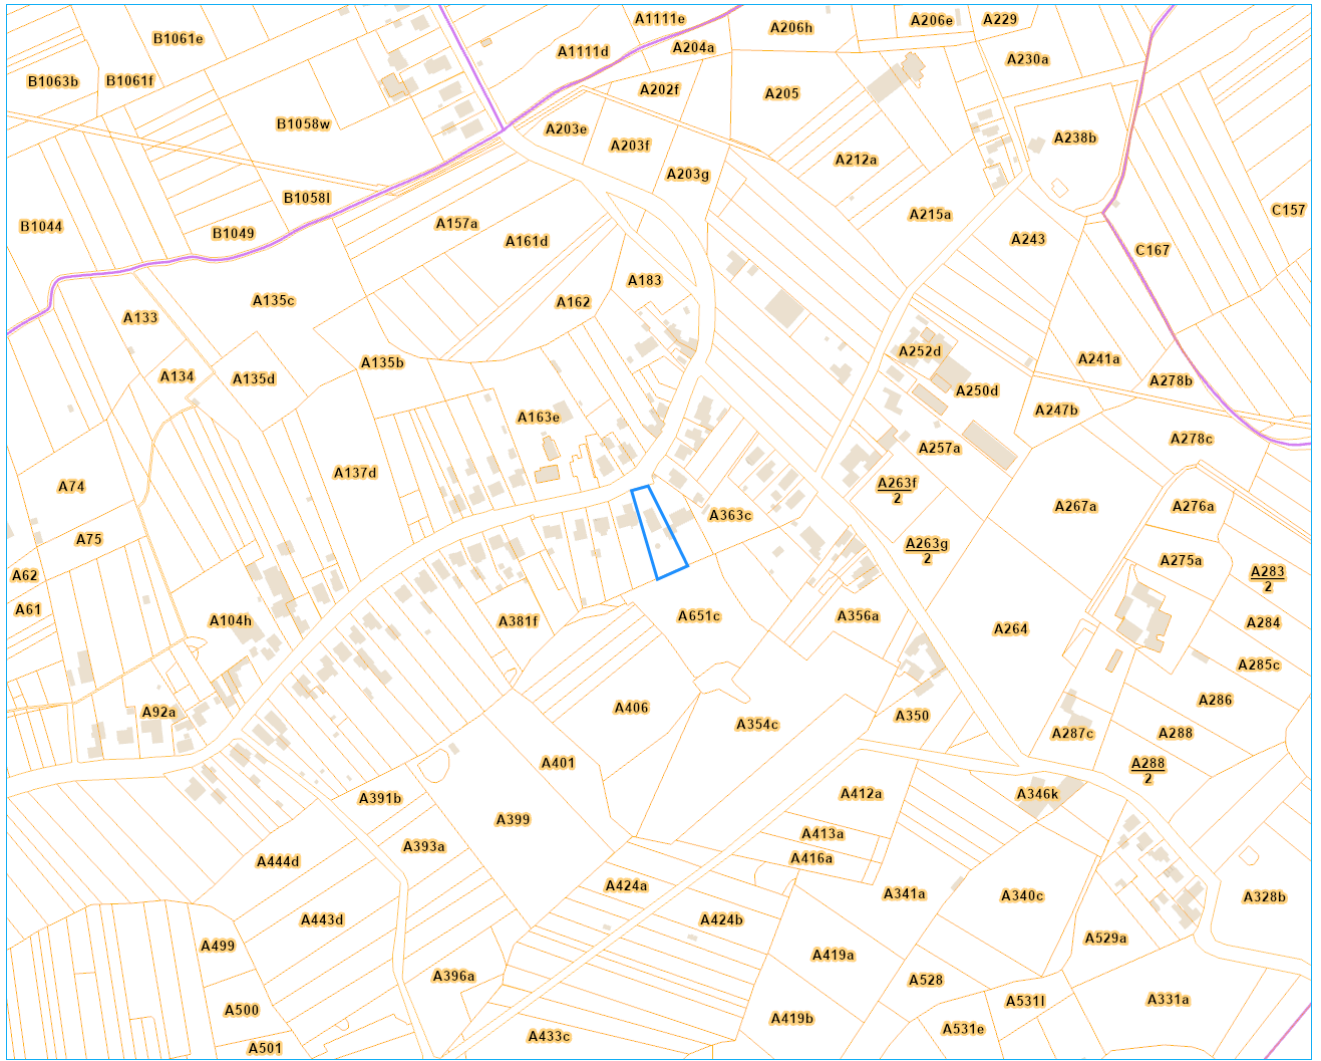 A1111e
A206h
A206e
A229
B1061e
A1111d
A204a
A230a
B1063b
B1061f
A202f
A205
B1058w
A203e
A203f
A212a
A238b
A203g
B1058l
C157
B1044
B1049
A157a
A161d
A215a
A243
C167
A135c
A162
A183
A133
A252d
A241a
A134
A135d
A135b
A250d
A278b
A163e
A247b
A257a
A278c
A74
A137d
A263f
2
A363c
A267a
A276a
A75
A263g
2
A275a
A62
A283
2
A61
A104h
A381f
A651c
A356a
A264
A284
A285c
A92a
A406
A354c
A350
A286
A287c
A288
A401
A288
2
A391b
A399
A412a
A346k
A393a
A413a
A444d
A416a
A424a
A341a
A340c
A328b
A443d
A424b
A499
A529a
A396a
A419a
A528
A500
A531l
A331a
A419b
A501
A433c
A531e